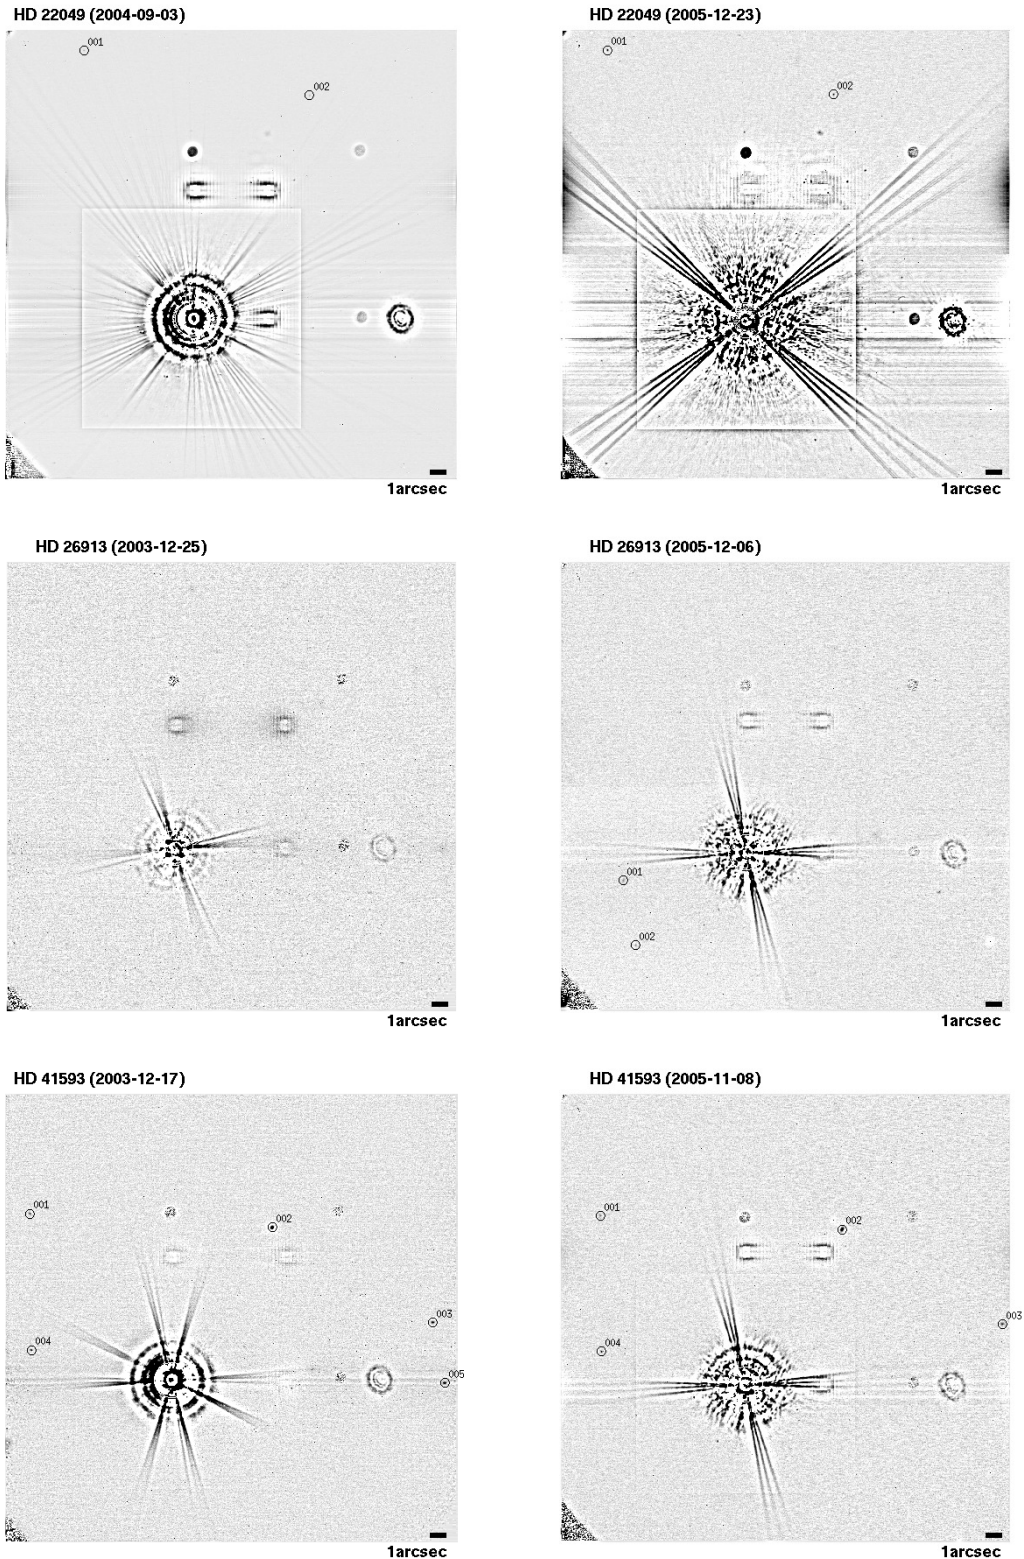 HD 22049 (2004-09-03)
HD 22049 (2005-12-23)
001
002
001
002
1arcsec
1arcsec
HD 26913 (2003-12-25)
HD 26913 (2005-12-06)
001
002
1arcsec
1arcsec
HD 41593 (2003-12-17)
HD 41593 (2005-11-08)
001
002
003
004
005
001
002
003
004
1arcsec
1arcsec